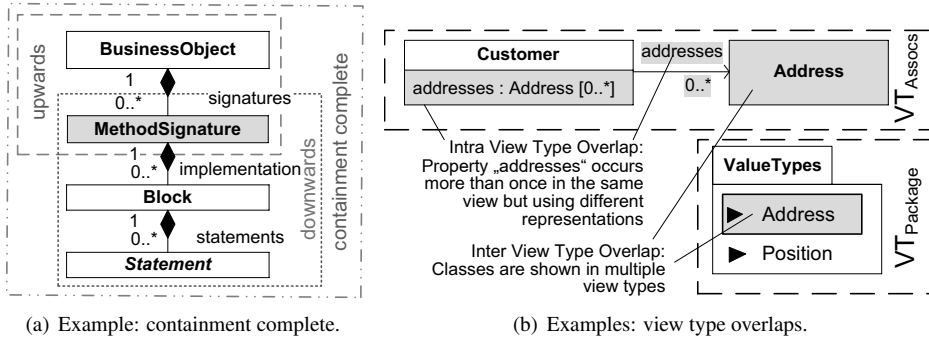 BusinessObject
1
0..*
signatures
MethodSignature
1
0..*
implementation
Block
1
0..*
statements
Statement
upwards
downwards
containment complete
(a) Example: containment complete.
Customer
addresses : Address [0..*]
addresses
0..*
Address
VTAssocs
Intra View Type Overlap:
Property „addresses“ occurs
more than once in the same
view but using different
representations
Inter View Type Overlap:
Classes are shown in multiple
view types
ValueTypes
Address
Position
VTPackage
(b) Examples: view type overlaps.